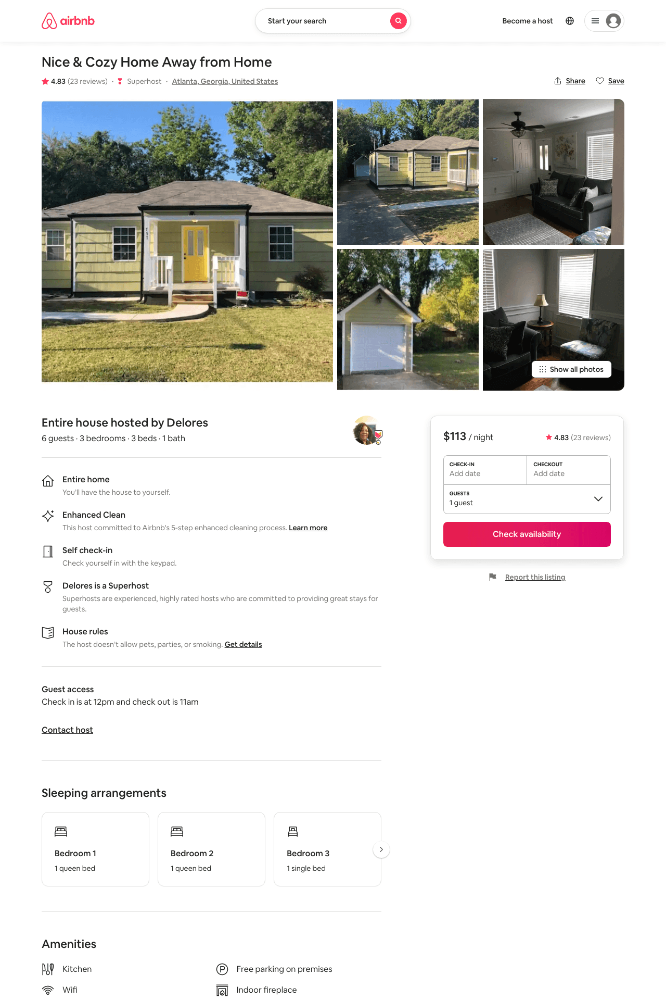 airbnb
Start your search
Become a host
Nice & Cozy Home Away from Home
4.83 (23 reviews) · Superhost · Atlanta, Georgia, United States
Share
Save
Show all photos
Entire house hosted by Delores
6 guests · 3 bedrooms · 3 beds · 1 bath
Entire home
You'll have the house to yourself.
Enhanced Clean
This host committed to Airbnb's 5-step enhanced cleaning process. Learn more
Self check-in
Check yourself in with the keypad.
Delores is a Superhost
Superhosts are experienced, highly rated hosts who are committed to providing great stays for
guests.
House rules
The host doesn't allow pets, parties, or smoking. Get details
$113 / night
4.83 (23 reviews)
CHECK-IN
Add date
CHECKOUT
Add date
GUESTS
1 guest
Check availability
Report this listing
Guest access
Check in is at 12pm and check out is 11am
Contact host
Sleeping arrangements
Bedroom 1
1 queen bed
Bedroom 2
1 queen bed
Bedroom 3
1 single bed
Amenities
Kitchen
Free parking on premises
Wifi
Indoor fireplace